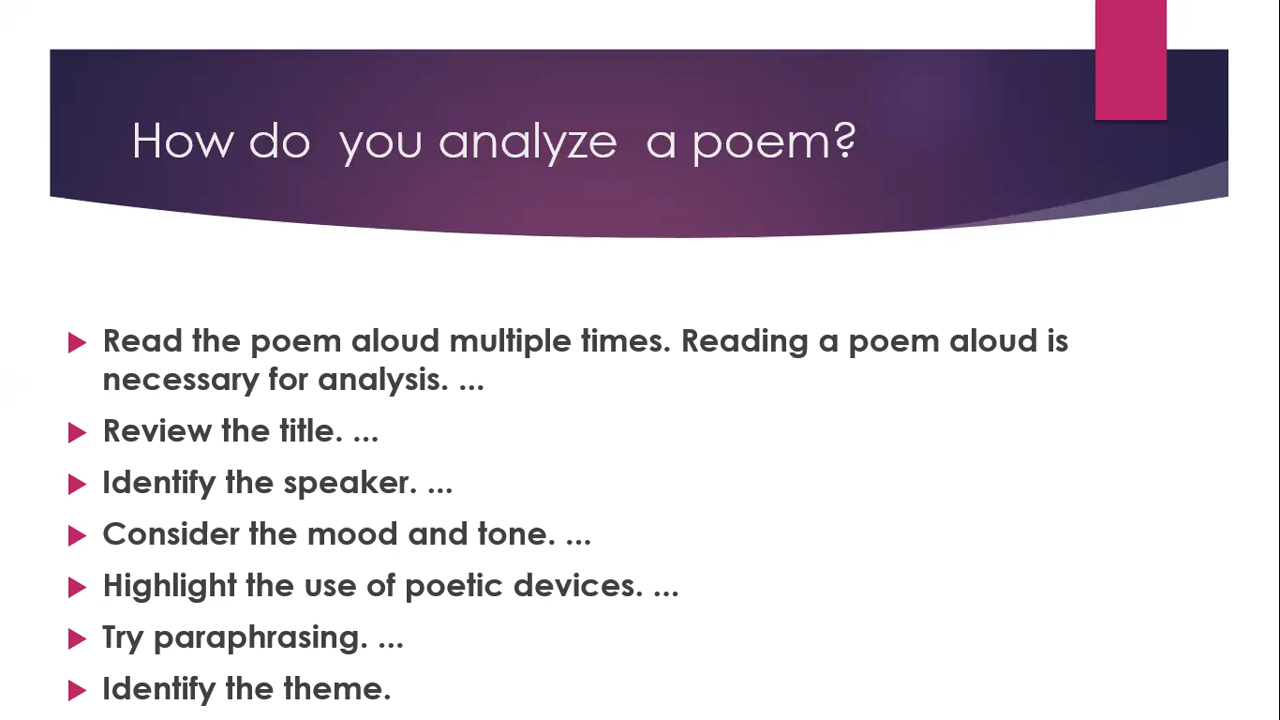 How do  you analyze  a poem?
Read the poem aloud multiple times. Reading a poem aloud is
necessary for analysis. ...
Review the title. ...
Identify the speaker. ...
Consider the mood and tone. ...
Highlight the use of poetic devices. ...
Try paraphrasing. ...
Identify the theme.